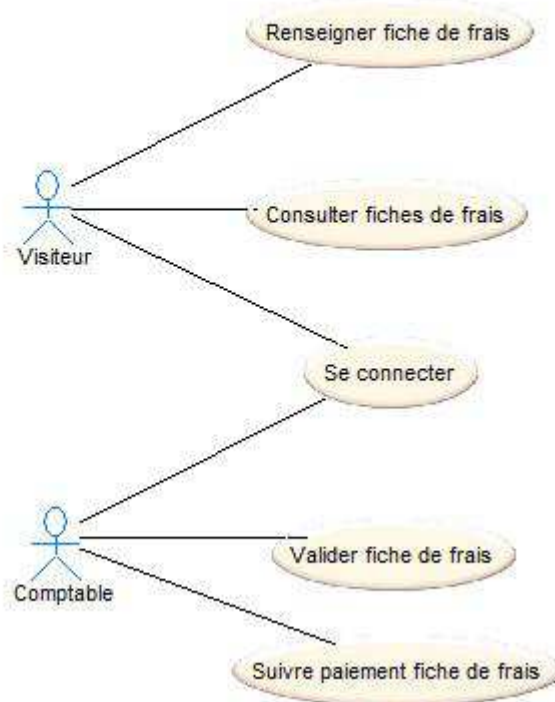 Renseigner fiche de frais
Consulter fiches de frais
Visiteur
Se connecter
Valider fiche de frais
Comptable
Suivre paiement fiche de frais